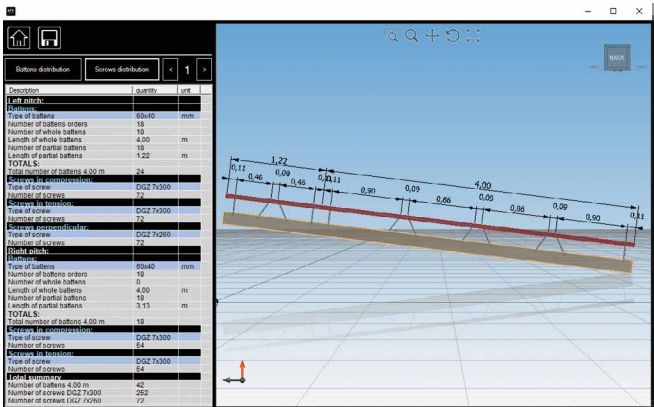 Battens distribution
Screws distribution
< 1 >
Description quantity unit
Left pitch:
Battens:
Type of battens 60x40 mm
Number of battens orders 18
Number of whole battens 18
Length of whole battens 4,00 m
Number of partial battens 18
Length of partial battens 1,22 m
TOTALS:
Total number of battens 4,00 m 24
Screws in compression:
Type of screw DGZ 7x300
Number of screws 72
Screws in tension:
Type of screw DGZ 7x300
Number of screws 72
Screws perpendicular:
Type of screw DGZ 7x260
Number of screws 72
Right pitch:
Battens:
Type of battens 60x40 mm
Number of battens orders 18
Number of whole battens 0
Length of whole battens 4,00 m
Number of partial battens 18
Length of partial battens 3,13 m
TOTALS:
Total number of battens 4,00 m 18
Screws in compression:
Type of screw DGZ 7x300
Number of screws 54
Screws in tension:
Type of screw DGZ 7x300
Number of screws 54
Total summary
Number of battens 4,00 m 42
Number of screws DGZ 7x300 252
Number of screws DGZ 7x260 72
BACK
1,22
4,00
0,11
0,46
0,09
0,46
0,11
0,90
0,09
0,86
0,09
0,86
0,09
0,90
0,11